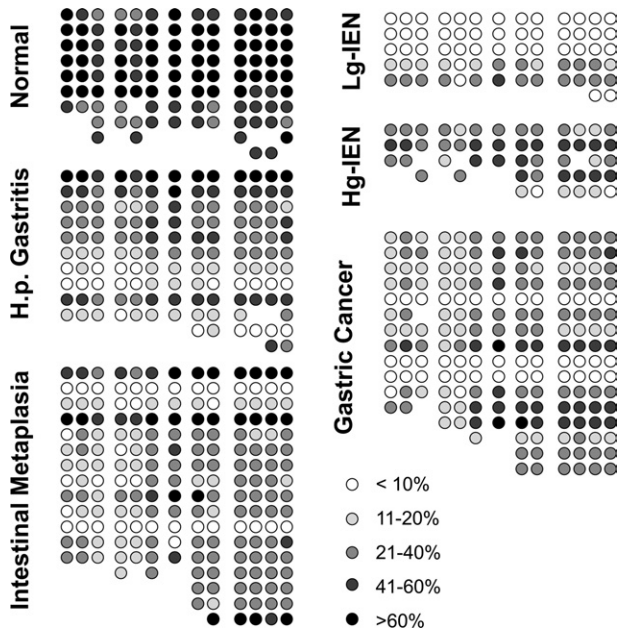 Normal
H.p. Gastritis
Intestinal Metaplasia
Lg-IEN
Hg-IEN
Gastric Cancer
< 10%
11-20%
21-40%
41-60%
>60%